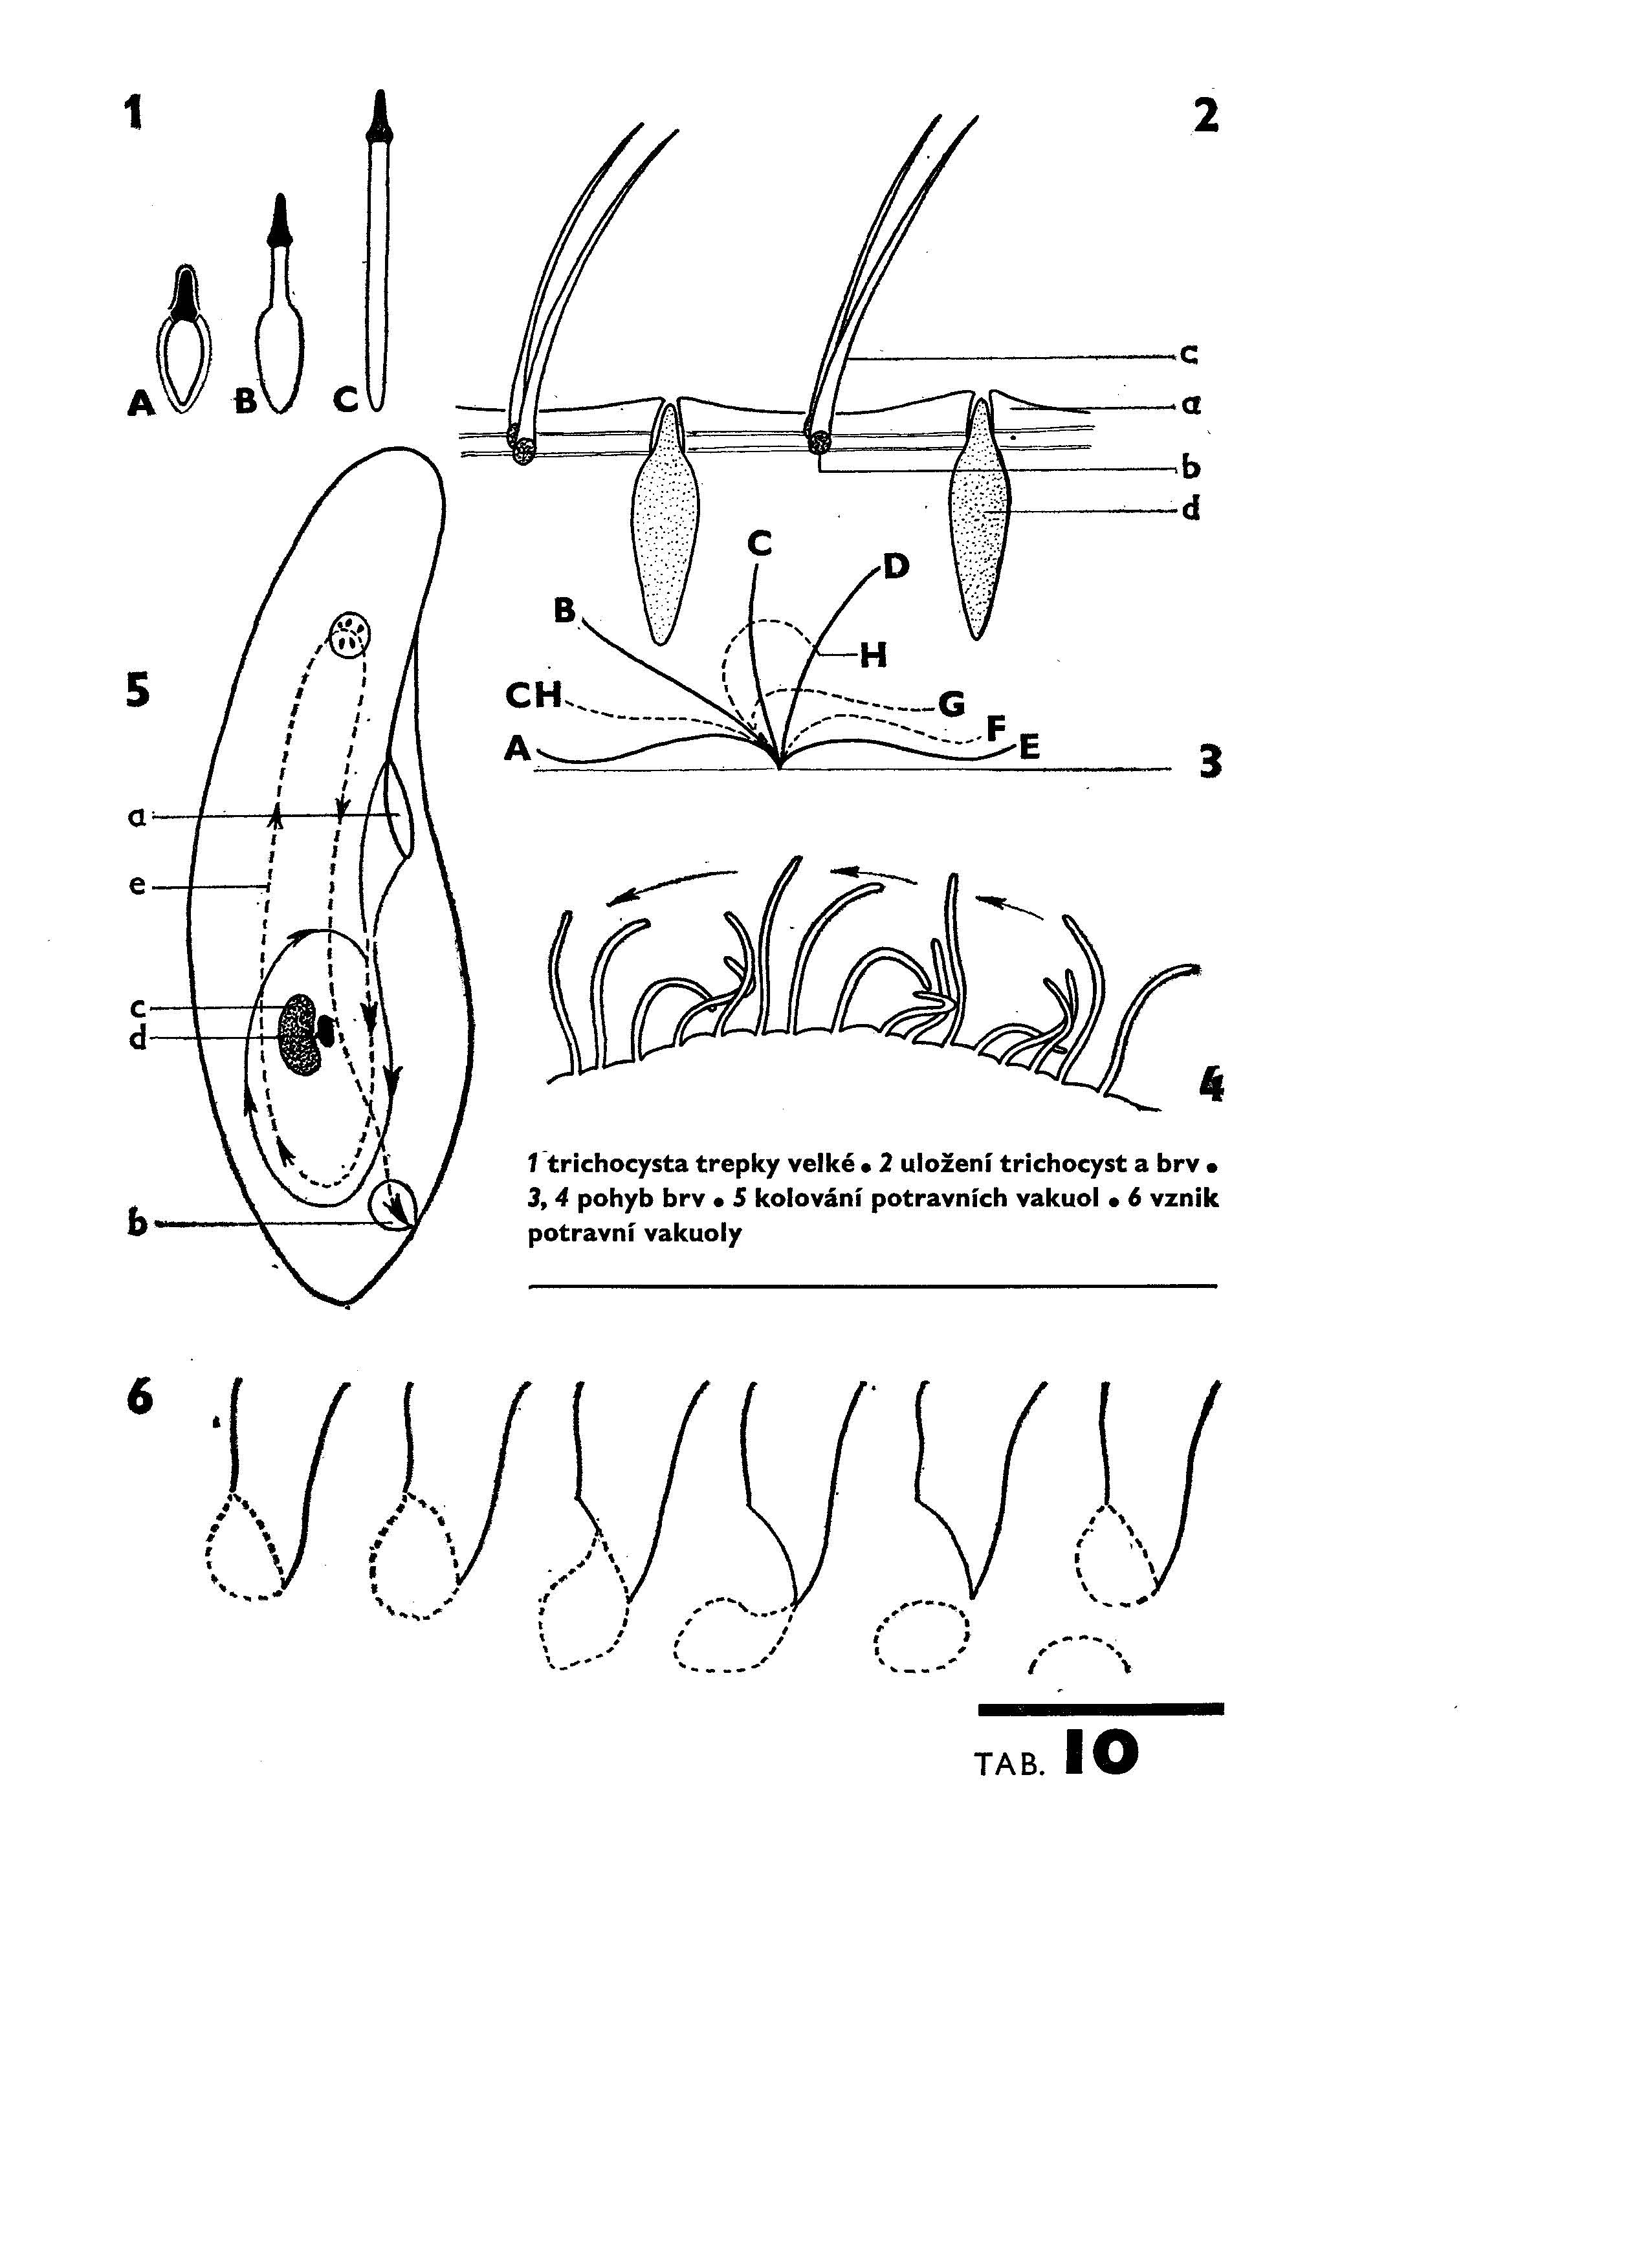 1
2
A
B
C
c
a
b
d
C
D
B
H
CH
G
F
A
E
3
5
a
e
c
d
b
4
1 trichocysta trepky velké • 2 uložení trichocyst a brv •
3, 4 pohyb brv • 5 kolování potravních vakuol • 6 vznik
potravní vakuoly
6
TAB. 10